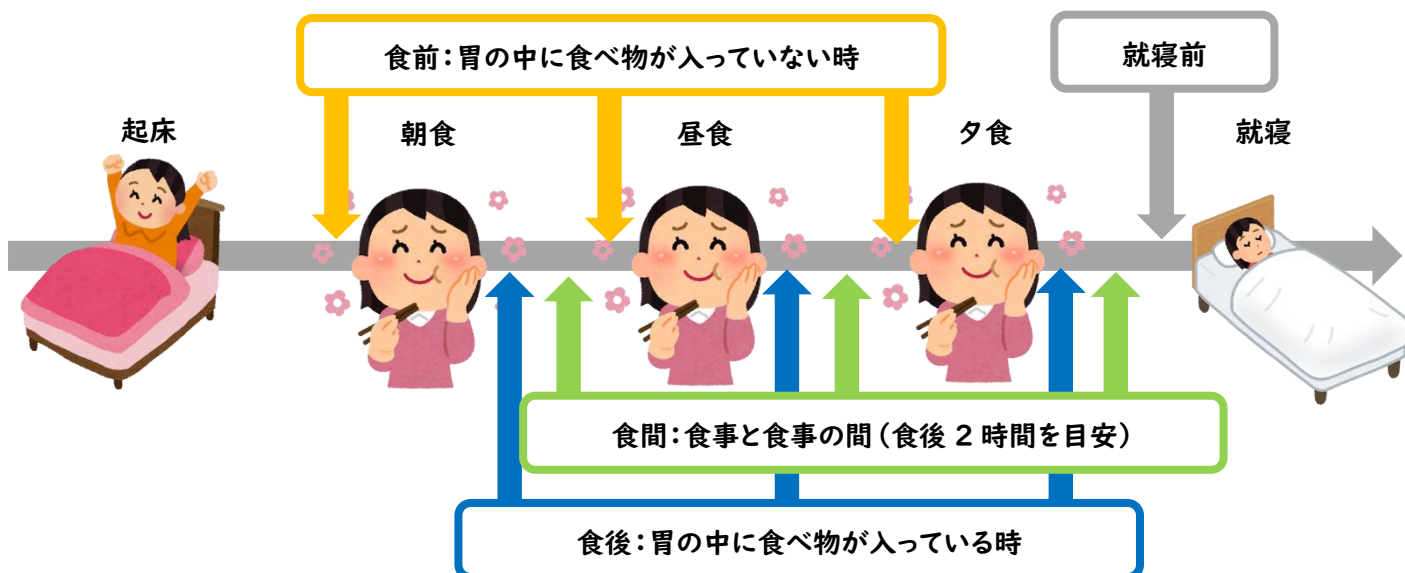 食前：胃の中に食べ物が入っていない時
就寝前
起床
朝食
昼食
夕食
就寝
食間：食事と食事の間（食後 2 時間を目安）
食後：胃の中に食べ物が入っている時